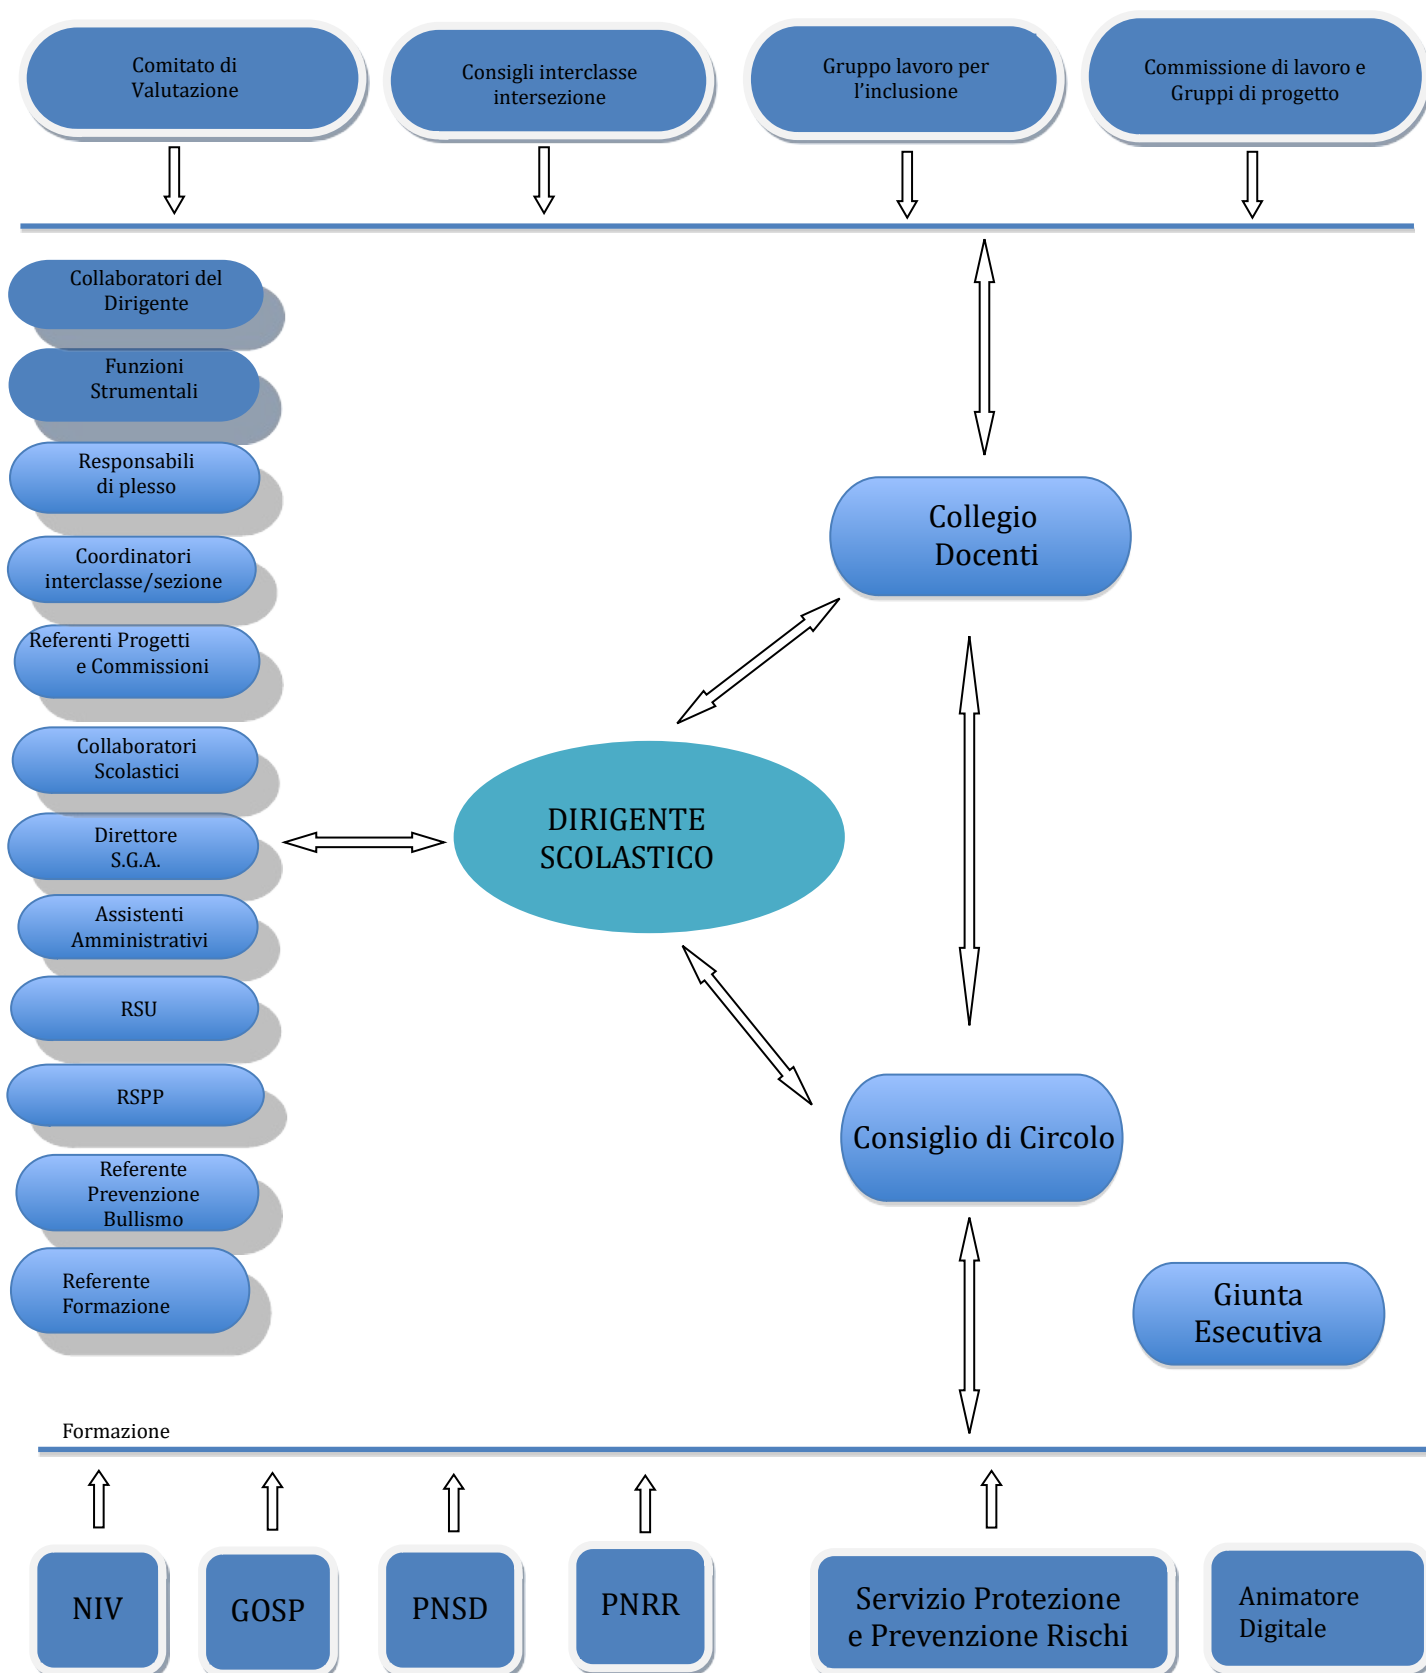 Comitato di
Valutazione
Consigli interclasse
intersezione
Gruppo lavoro per
l'inclusione
Commissione di lavoro e
Gruppi di progetto
Collaboratori del
Dirigente
Funzioni
Strumentali
Responsabili
di plesso
Coordinatori
interclasse/sezione
Referenti Progetti
e Commissioni
Collaboratori
Scolastici
Direttore
S.G.A.
Assistenti
Amministrativi
RSU
RSPP
Referente
Prevenzione
Bullismo
Referente
Formazione
Collegio
Docenti
DIRIGENTE
SCOLASTICO
Consiglio di Circolo
Giunta
Esecutiva
Formazione
NIV
GOSP
PNSD
PNRR
Servizio Protezione
e Prevenzione Rischi
Animatore
Digitale